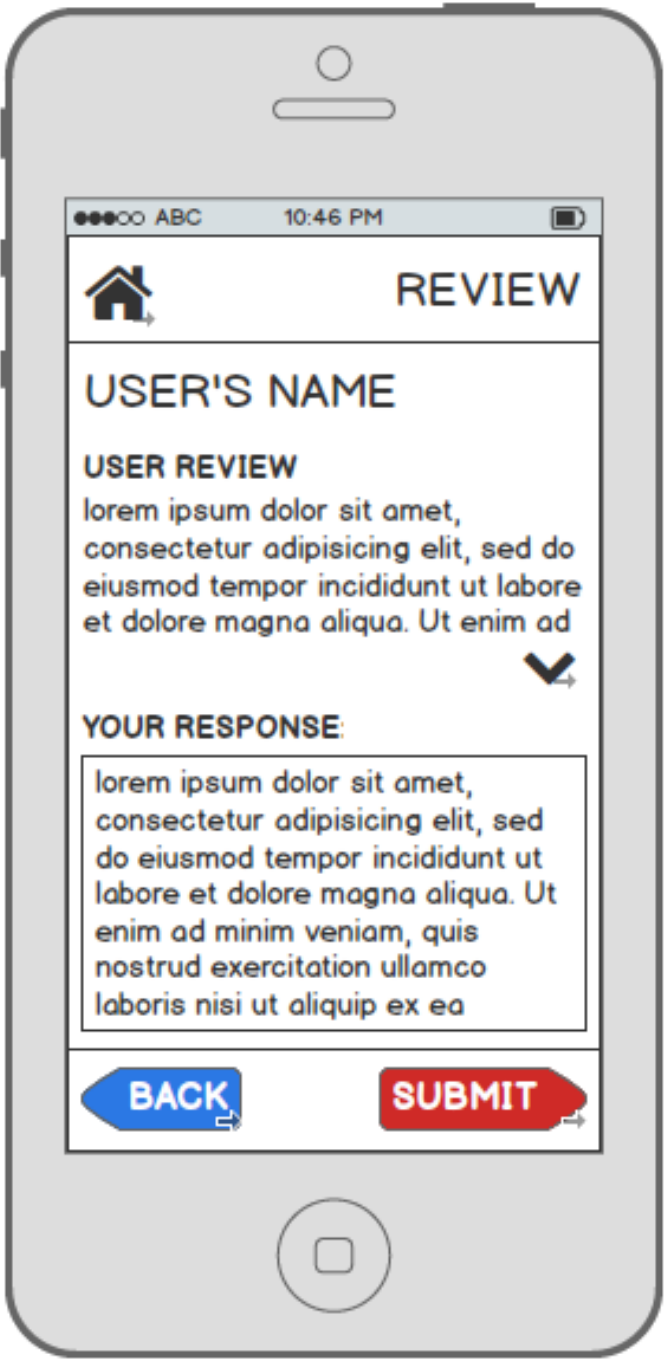 ABC 10:46 PM
REVIEW
USER'S NAME
USER REVIEW
lorem ipsum dolor sit amet,
consectetur adipisicing elit, sed do
eiusmod tempor incididunt ut labore
et dolore magna aliqua. Ut enim ad
YOUR RESPONSE:
lorem ipsum dolor sit amet,
consectetur adipisicing elit, sed
do eiusmod tempor incididunt ut
labore et dolore magna aliqua. Ut
enim ad minim veniam, quis
nostrud exercitation ullamco
laboris nisi ut aliquip ex ea
BACK SUBMIT